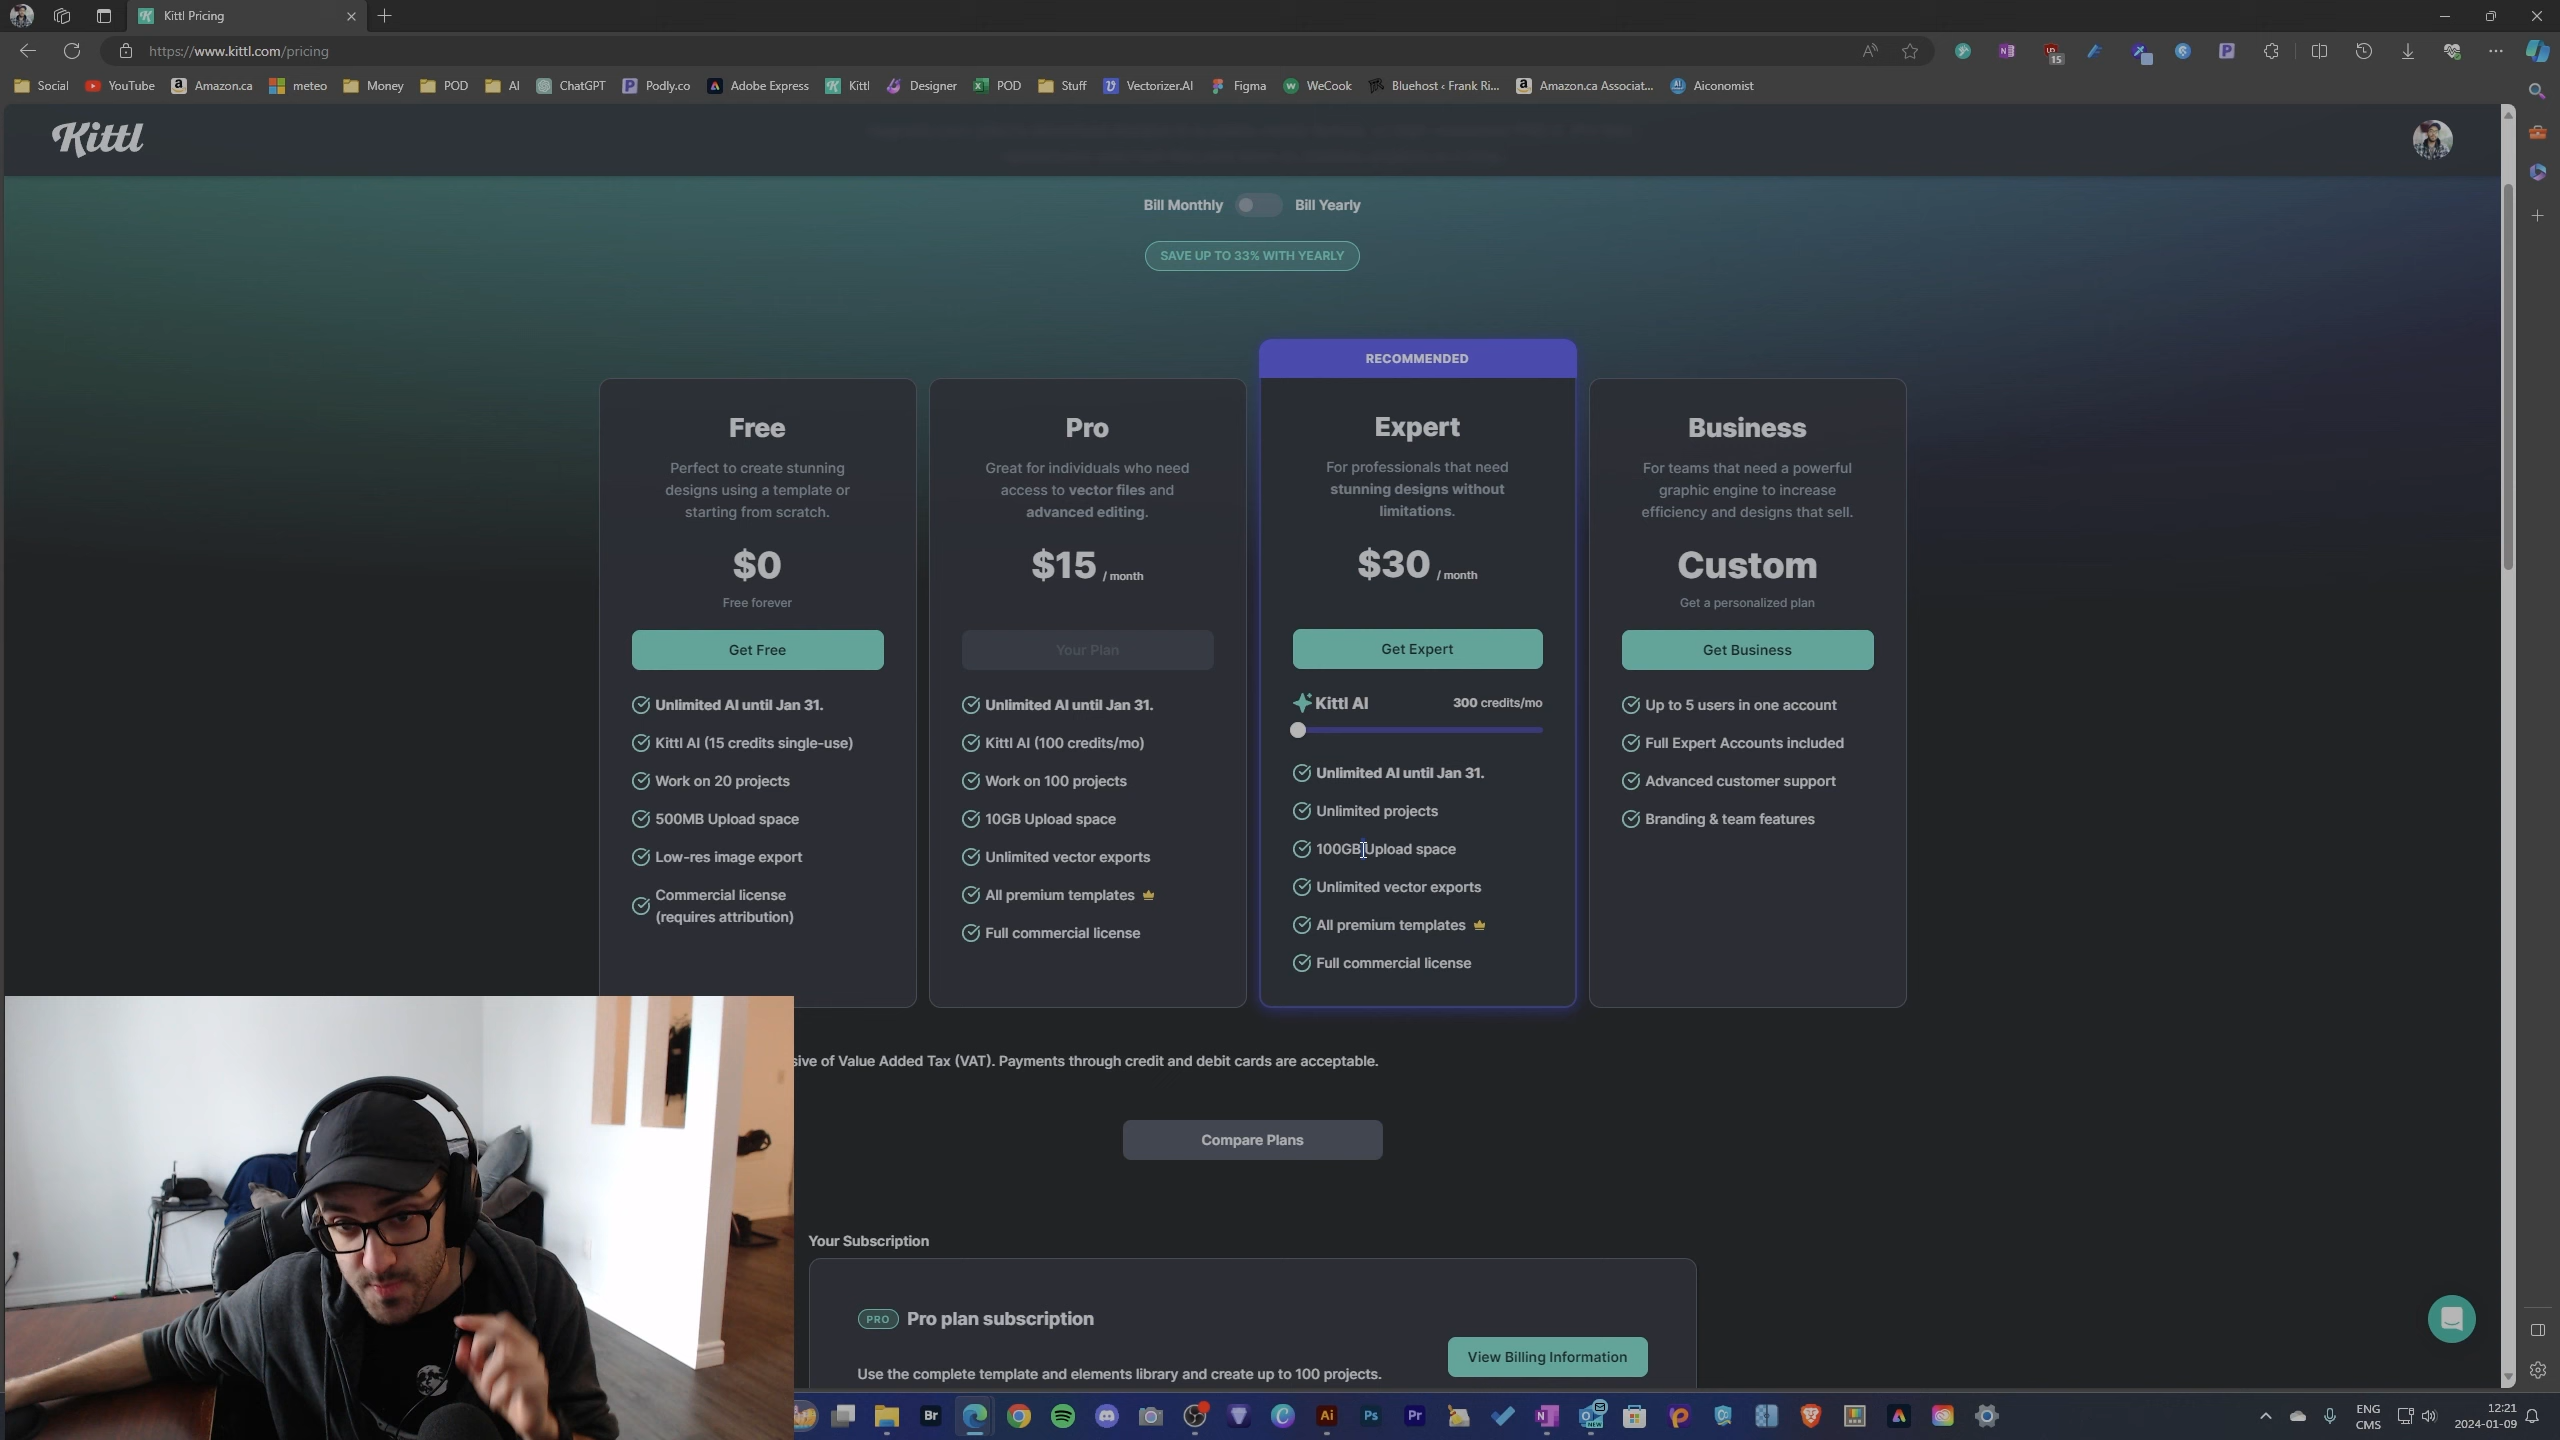 Kittl Pricing
https://www.kittl.com/pricing
15
Social
YouTube
Amazon.ca
meteo
Money
POD
AI
ChatGPT
Podly.co
Adobe Express
Kittl
Designer
POD
Stuff
Vectorizer.AI
Figma
WeCook
Bluehost ‹ Frank Ri...
Amazon.ca Associat...
Aiconomist
Kittl
Bill Monthly
Bill Yearly
SAVE UP TO 33% WITH YEARLY
Free
Perfect to create stunning
designs using a template or
starting from scratch.
$0
Free forever
Get Free
Unlimited AI until Jan 31.
Kittl AI (15 credits single-use)
Work on 20 projects
500MB Upload space
Low-res image export
Commercial license
(requires attribution)
Pro
Great for individuals who need
access to vector files and
advanced editing.
$15 / month
Your Plan
Unlimited AI until Jan 31.
Kittl AI (100 credits/mo)
Work on 100 projects
10GB Upload space
Unlimited vector exports
All premium templates
Full commercial license
RECOMMENDED
Expert
For professionals that need
stunning designs without
limitations.
$30 / month
Get Expert
Kittl AI
300 credits/mo
Unlimited AI until Jan 31.
Unlimited projects
100GB Upload space
Unlimited vector exports
All premium templates
Full commercial license
Business
For teams that need a powerful
graphic engine to increase
efficiency and designs that sell.
Custom
Get a personalized plan
Get Business
Up to 5 users in one account
Full Expert Accounts included
Advanced customer support
Branding & team features
sive of Value Added Tax (VAT). Payments through credit and debit cards are acceptable.
Compare Plans
Your Subscription
PRO
Pro plan subscription
View Billing Information
Use the complete template and elements library and create up to 100 projects.
Br
Ai
Ps
Pr
NEW
ENG
CMS
12:21
2024-01-09